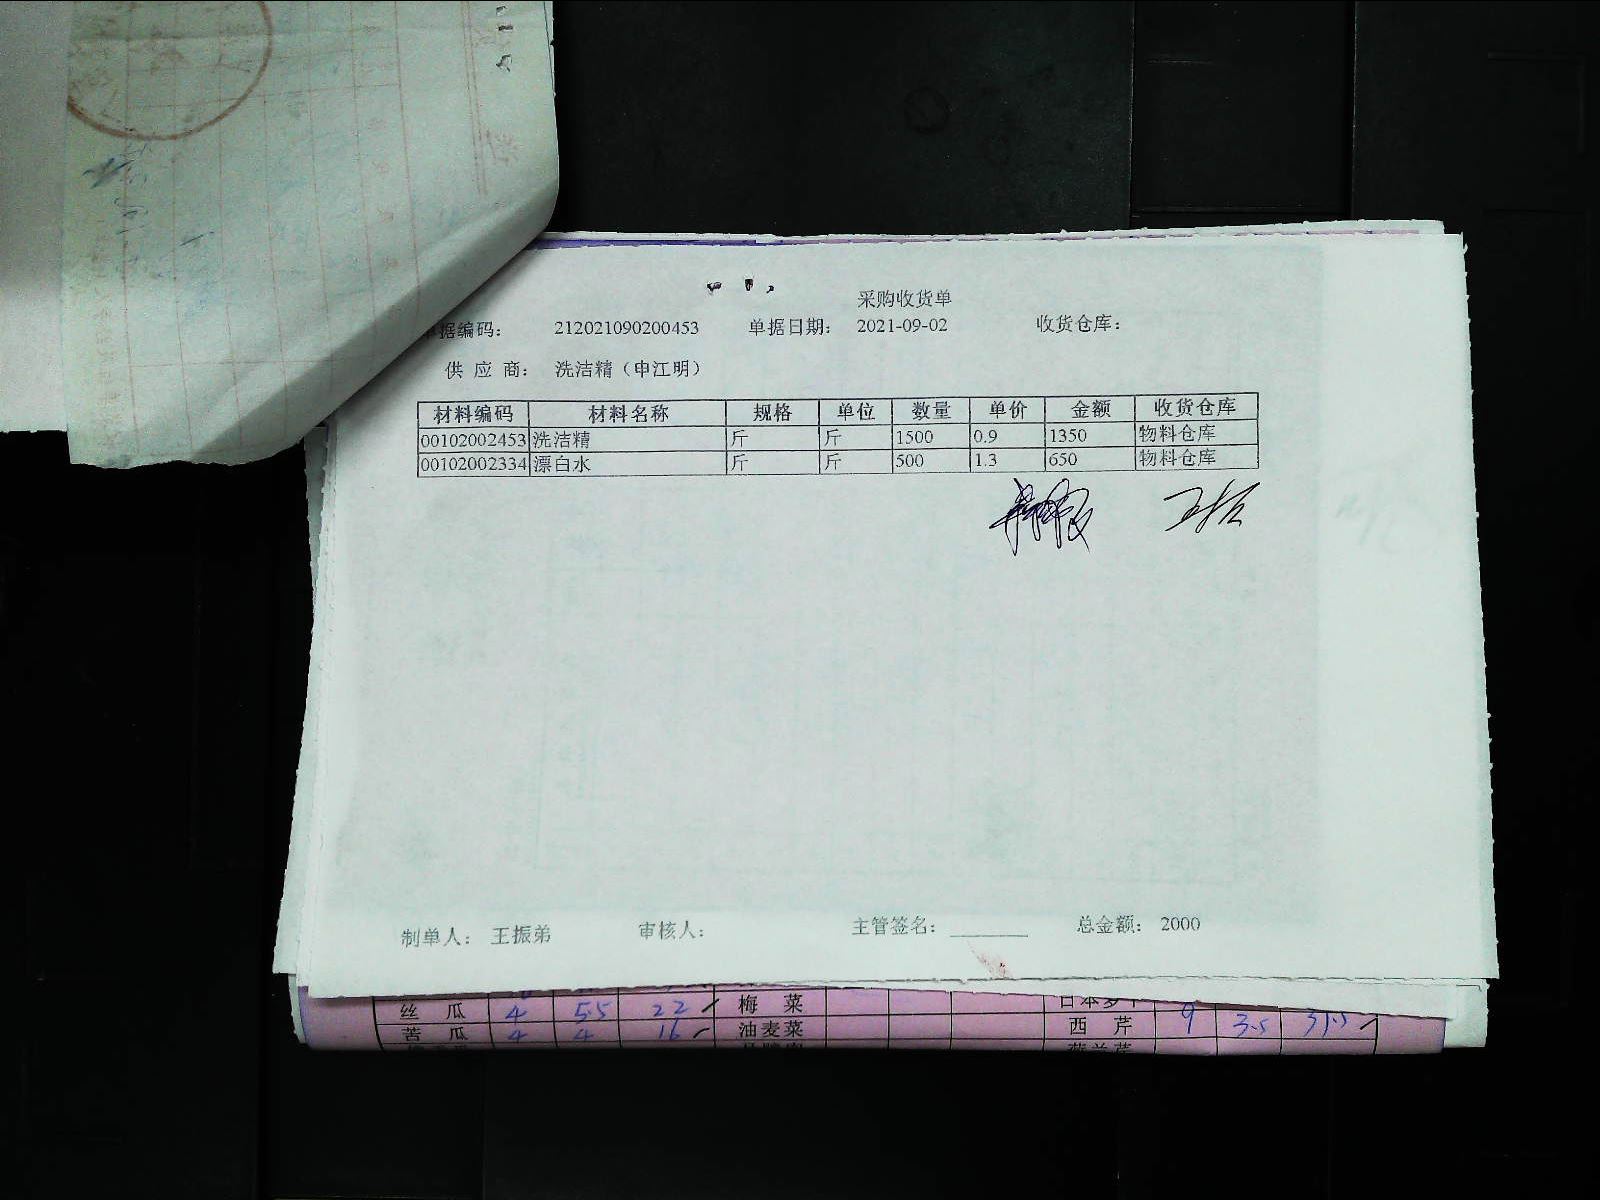 采购收货单
据编码： 212021090200453 单据日期： 2021-09-02 收货仓库：
供 应 商： 洗洁精（申江明）
材料编码 材料名称 规格 单位 数量 单价 金额 收货仓库
00102002453 洗洁精 斤 斤 1500 0.9 1350 物料仓库
00102002334 漂白水 斤 斤 500 1.3 650 物料仓库
制单人： 王振弟 审核人： 主管签名： 总金额： 2000
丝 瓜 4 5.5 22 梅 菜
苦 瓜 4 4 16 油麦菜 西 芹 9 3.5 31.5